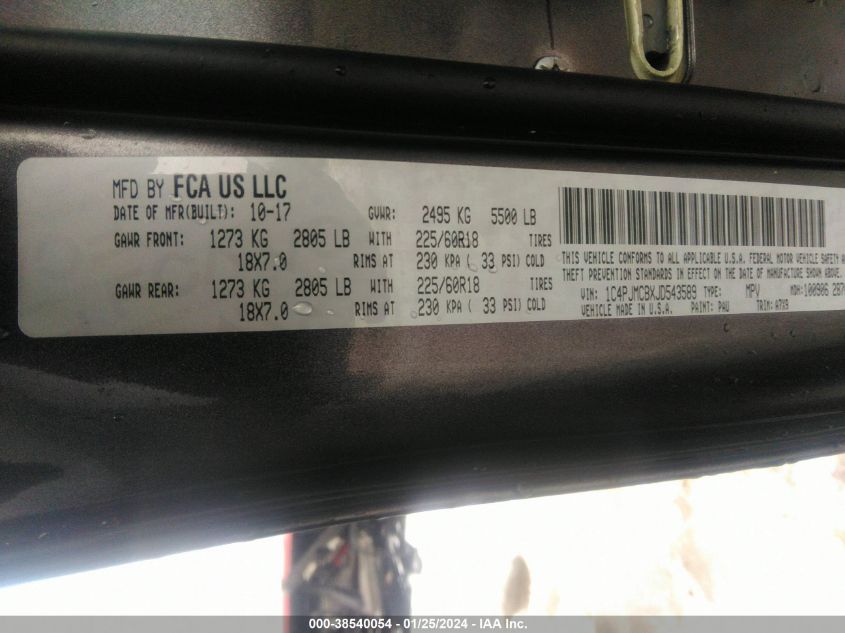 MFD BY FCA US LLC
DATE OF MFR(BUILT): 10-17 GVWR: 2495 KG 5500 LB
GAWR FRONT: 1273 KG 2805 LB WITH 225/60R18 TIRES
18X7.0 RIMS AT 230 KPA ( 33 PSI) COLD
GAWR REAR: 1273 KG 2805 LB WITH 225/60R18 TIRES
18X7.0 RIMS AT 230 KPA ( 33 PSI) COLD
THIS VEHICLE CONFORMS TO ALL APPLICABLE U.S.A. FEDERAL MOTOR VEHICLE SAFETY
THEFT PREVENTION STANDARDS IN EFFECT ON THE DATE OF MANUFACTURE SHOWN ABOVE.
VIN: 1C4PJMCBXJD543589 TYPE: MPV MDH:100906
VEHICLE MADE IN U.S.A. PAINT: PAU TRIM: A7X9
000-38540054 - 01/25/2024 - IAA Inc.